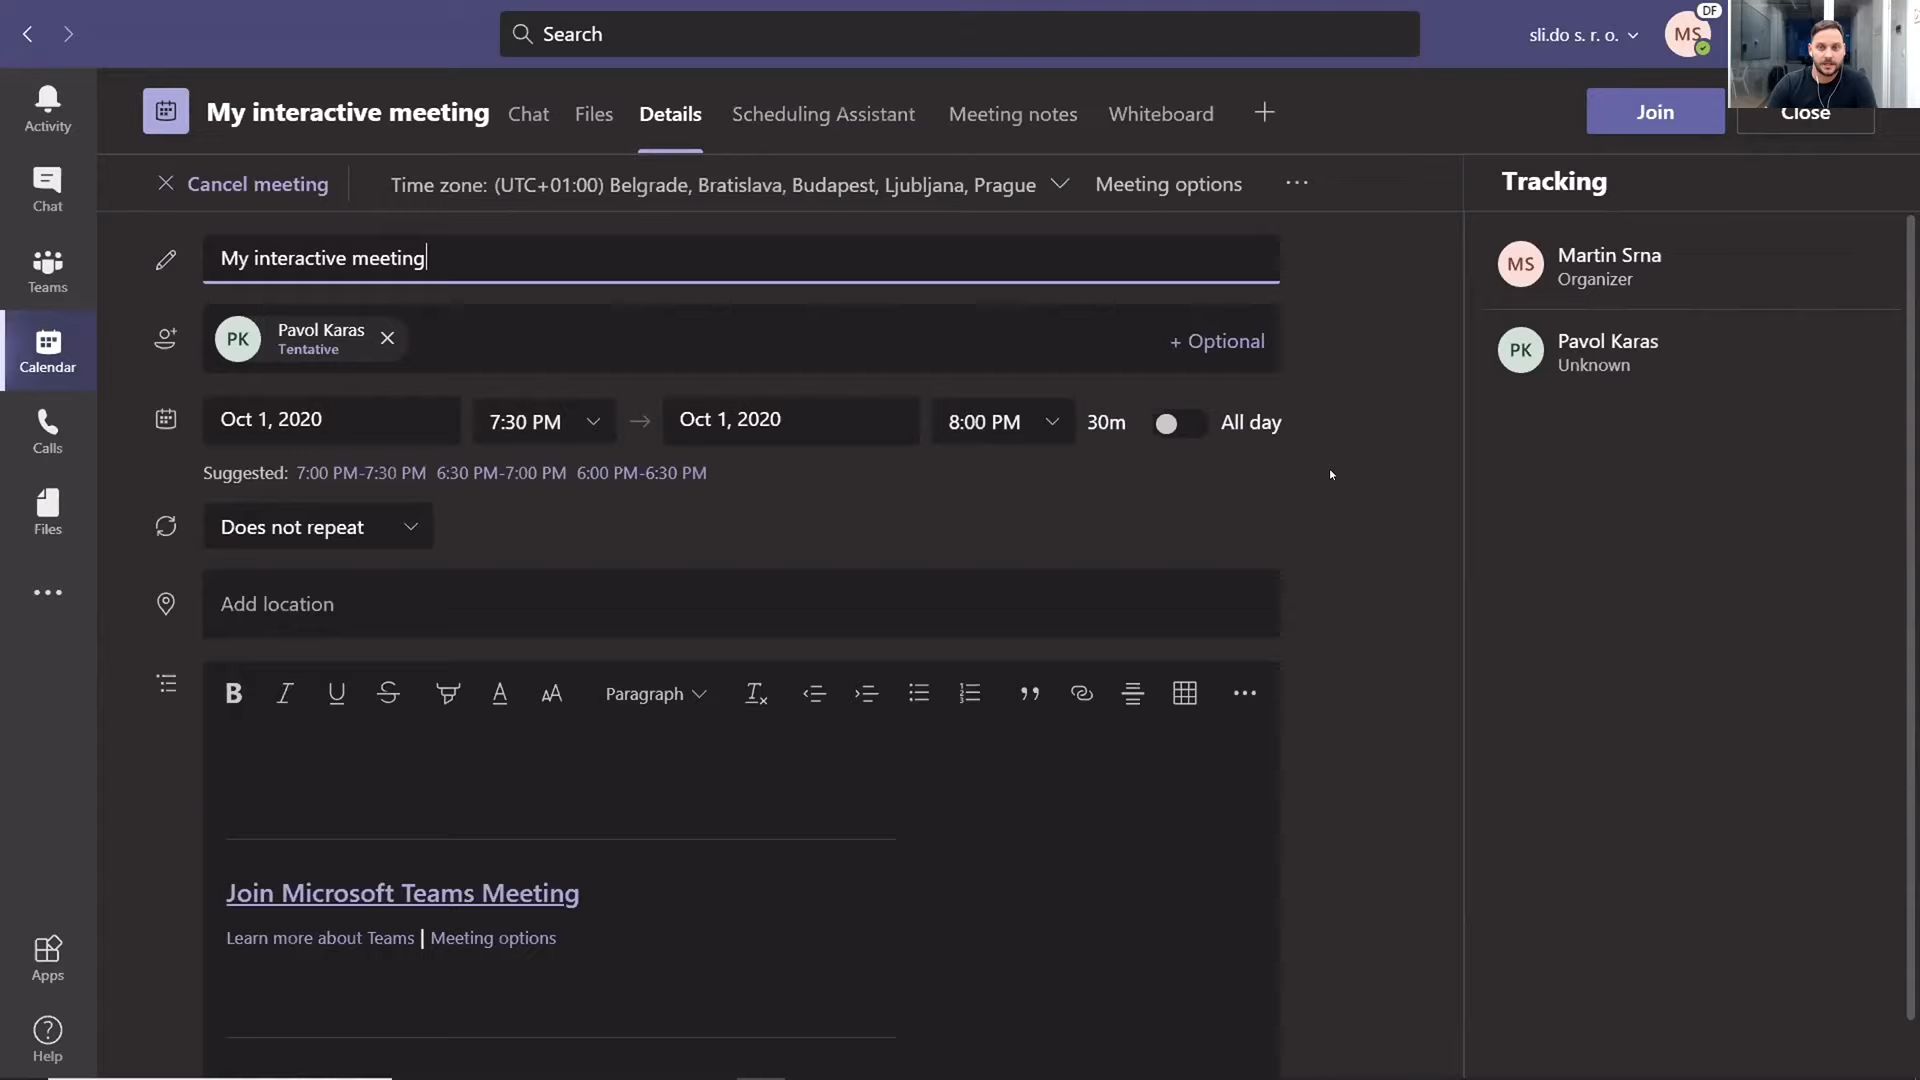 Search
sli.do s. r. o.
MS
DF
Activity
Chat
Teams
Calendar
Calls
Files
Apps
Help
My interactive meeting
Chat
Files
Details
Scheduling Assistant
Meeting notes
Whiteboard
Join
Close
Cancel meeting
Time zone: (UTC+01:00) Belgrade, Bratislava, Budapest, Ljubljana, Prague
Meeting options
My interactive meeting
PK
Pavol Karas
Tentative
+ Optional
Oct 1, 2020
7:30 PM
Oct 1, 2020
8:00 PM
30m
All day
Suggested: 7:00 PM-7:30 PM 6:30 PM-7:00 PM 6:00 PM-6:30 PM
Does not repeat
Add location
Paragraph
Join Microsoft Teams Meeting
Learn more about Teams | Meeting options
Tracking
MS
Martin Srna
Organizer
PK
Pavol Karas
Unknown